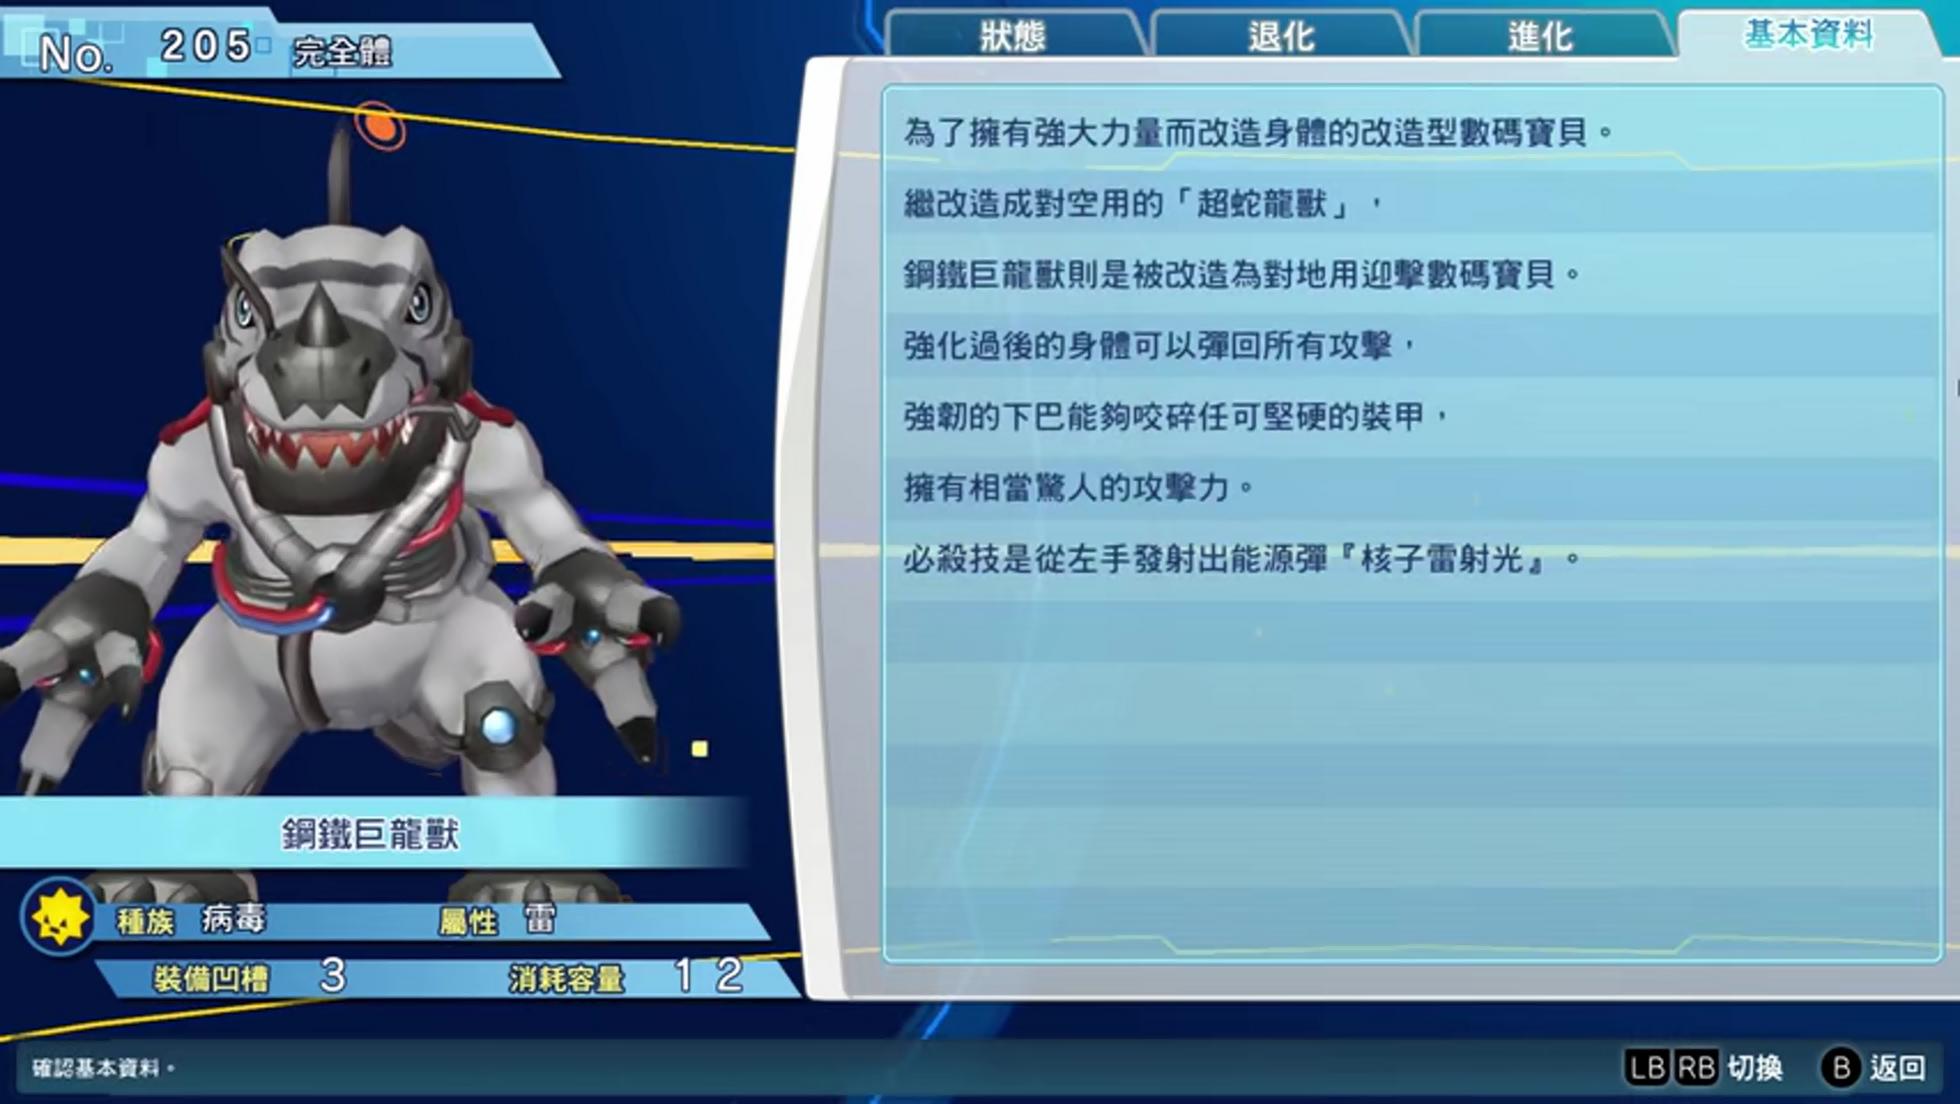 No. 205 完全體
狀態
退化
進化
基本資料
為了擁有強大力量而改造身體的改造型數碼寶貝。
繼改造成對空用的「超蛇龍獸」，
鋼鐵巨龍獸則是被改造為對地用迎擊數碼寶貝。
強化過後的身體可以彈回所有攻擊，
強韌的下巴能夠咬碎任可堅硬的裝甲，
擁有相當驚人的攻擊力。
必殺技是從左手發射出能源彈『核子雷射光』。
鋼鐵巨龍獸
種族 病毒 屬性 雷
裝備凹槽 3 消耗容量 12
確認基本資料。
LB RB 切換 B 返回